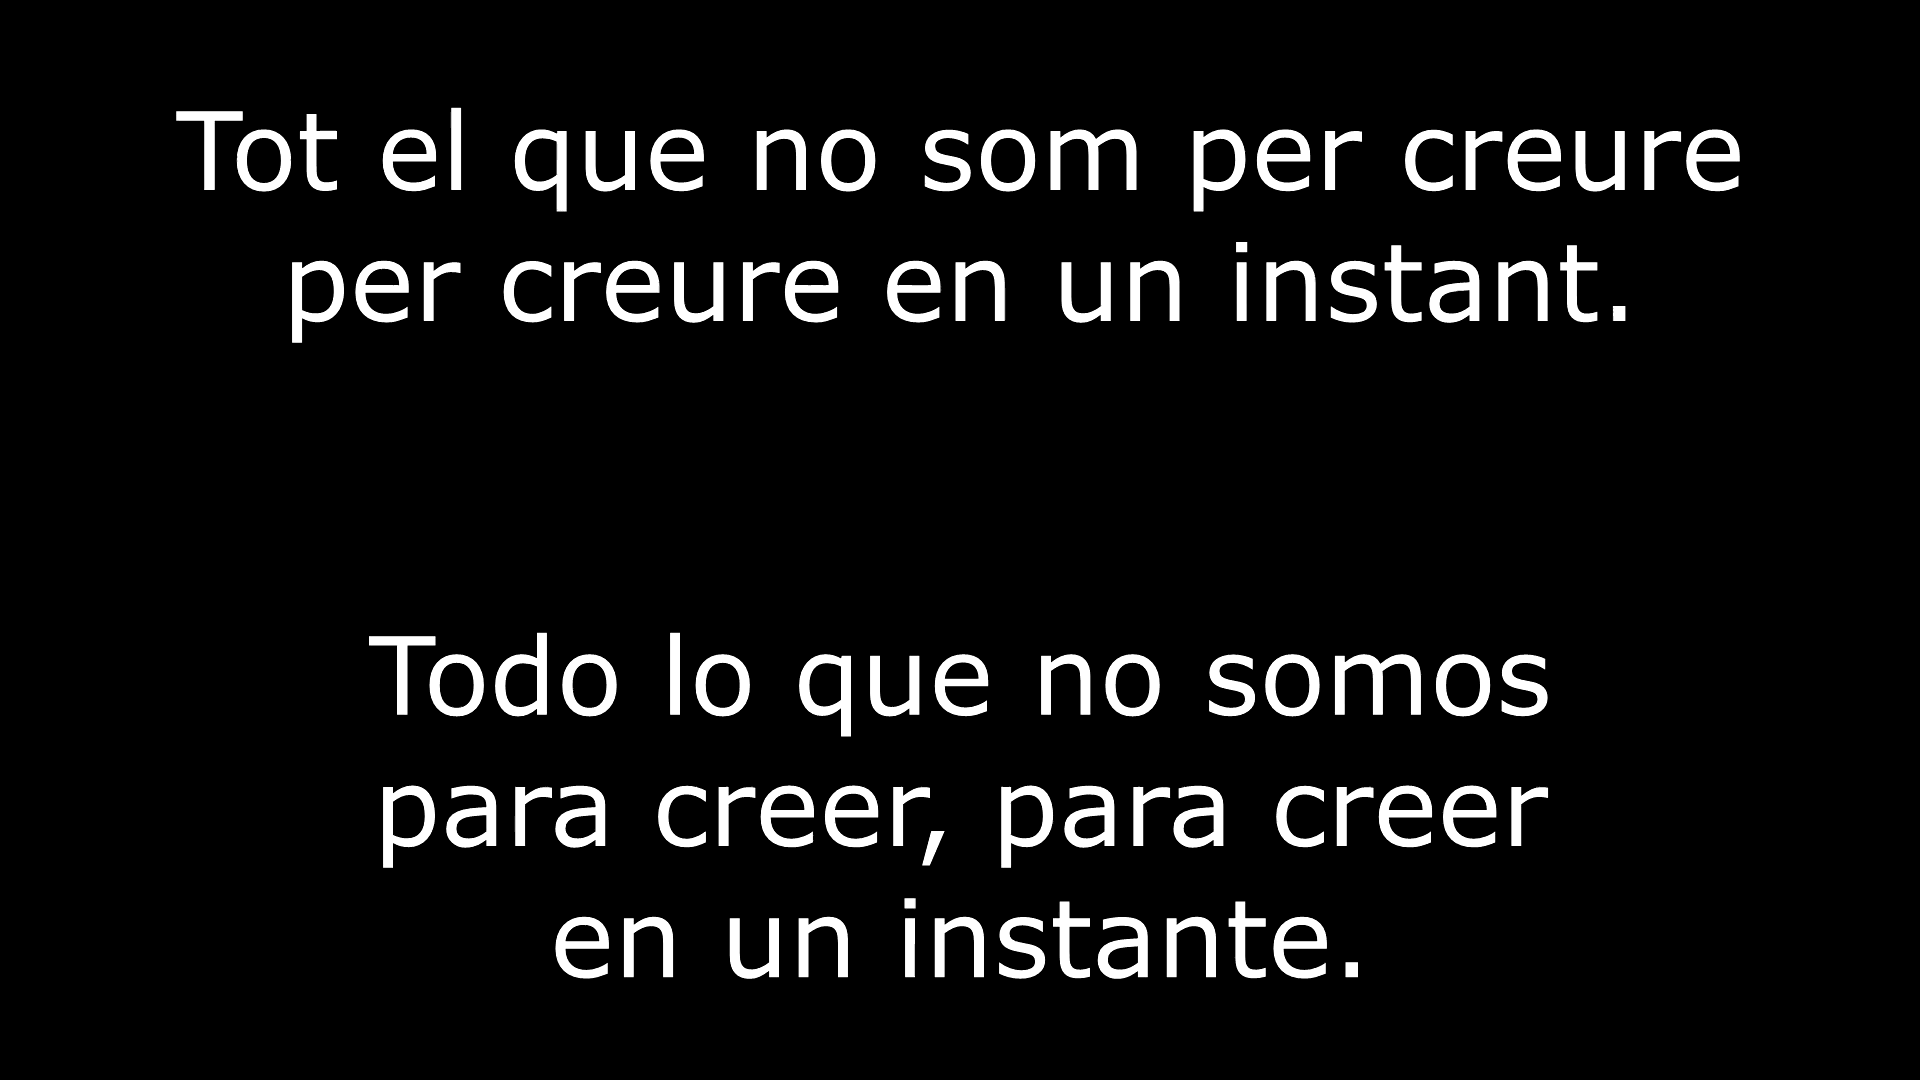 Tot el que no som per creure
per creure en un instant.
Todo lo que no somos
para creer, para creer
en un instante.